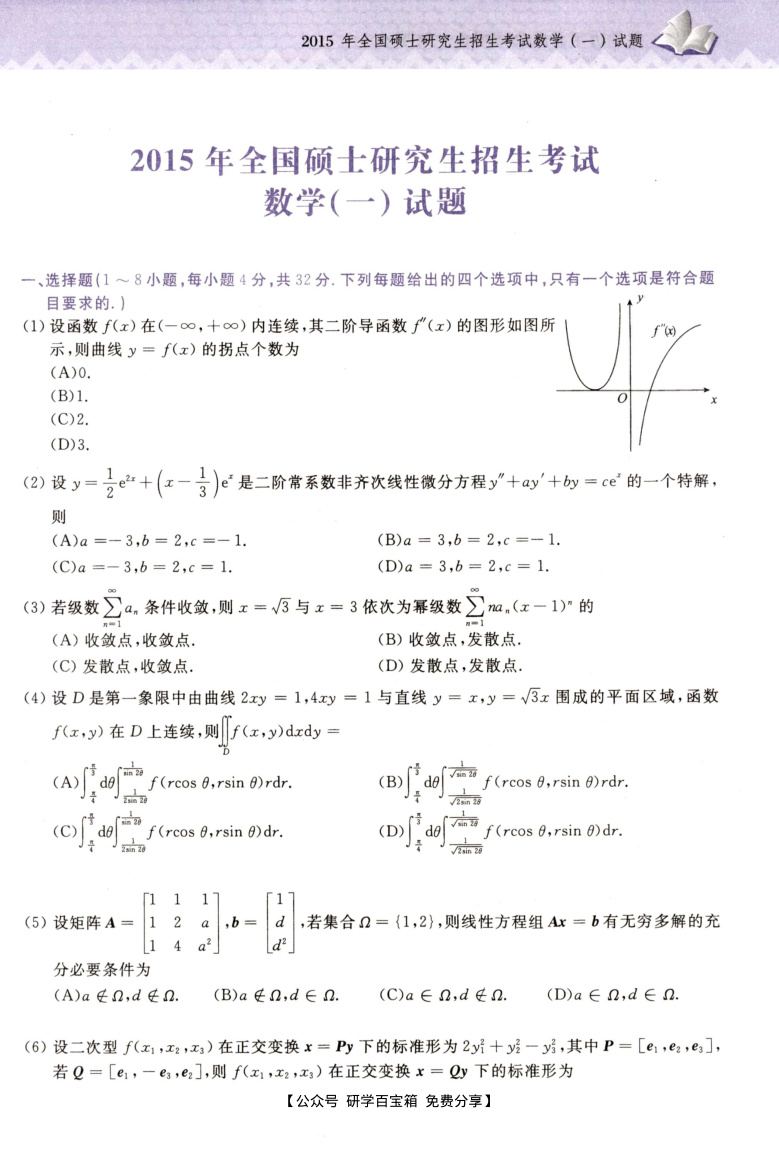 2015 年全国硕士研究生招生考试数学(一)试题
2015 年全国硕士研究生招生考试
数学(一)试题
一、选择题(1～8小题,每小题4分,共32分.下列每题给出的四个选项中,只有一个选项是符合题
目要求的.)
(1) 设函数 f(x) 在(-∞,+∞) 内连续,其二阶导函数 f″(x) 的图形如图所
示,则曲线 y = f(x) 的拐点个数为
(A)0.
(B)1.
(C)2.
(D)3.
y
f″(x)
O
x
(2) 设 y = 1/2 e^{2x} + (x - 1/3)e^x 是二阶常系数非齐次线性微分方程 y″+ay′+by = ce^x 的一个特解,
则
(A)a =-3,b = 2,c =-1. (B)a = 3,b = 2,c =-1.
(C)a =-3,b = 2,c = 1. (D)a = 3,b = 2,c = 1.
(3) 若级数 ∑_{n=1}^{∞} a_n 条件收敛,则 x = √3 与 x = 3 依次为幂级数 ∑_{n=1}^{∞} na_n(x-1)^n 的
(A) 收敛点,收敛点. (B) 收敛点,发散点.
(C) 发散点,收敛点. (D) 发散点,发散点.
(4) 设 D 是第一象限中由曲线 2xy = 1,4xy = 1 与直线 y = x,y = √3x 围成的平面区域,函数
f(x,y) 在 D 上连续,则∬_D f(x,y)dxdy =
(A)∫_{π/4}^{π/3} dθ∫_{1/(2sin 2θ)}^{1/(sin 2θ)} f(rcos θ,rsin θ)rdr. (B)∫_{π/4}^{π/3} dθ∫_{1/√(2sin 2θ)}^{1/√(sin 2θ)} f(rcos θ,rsin θ)rdr.
(C)∫_{π/4}^{π/3} dθ∫_{1/(2sin 2θ)}^{1/(sin 2θ)} f(rcos θ,rsin θ)dr. (D)∫_{π/4}^{π/3} dθ∫_{1/√(2sin 2θ)}^{1/√(sin 2θ)} f(rcos θ,rsin θ)dr.
(5) 设矩阵 A = [1 1 1; 1 2 a; 1 4 a²],b = [1; d; d²],若集合 Ω = {1,2},则线性方程组 Ax = b 有无穷多解的充
分必要条件为
(A)a ∉ Ω,d ∉ Ω. (B)a ∉ Ω,d ∈ Ω. (C)a ∈ Ω,d ∉ Ω. (D)a ∈ Ω,d ∈ Ω.
(6) 设二次型 f(x₁,x₂,x₃) 在正交变换 x = Py 下的标准形为 2y₁²+y₂²-y₃²,其中 P = [e₁,e₂,e₃],
若 Q = [e₁,-e₃,e₂],则 f(x₁,x₂,x₃) 在正交变换 x = Qy 下的标准形为
【公众号 研学百宝箱 免费分享】